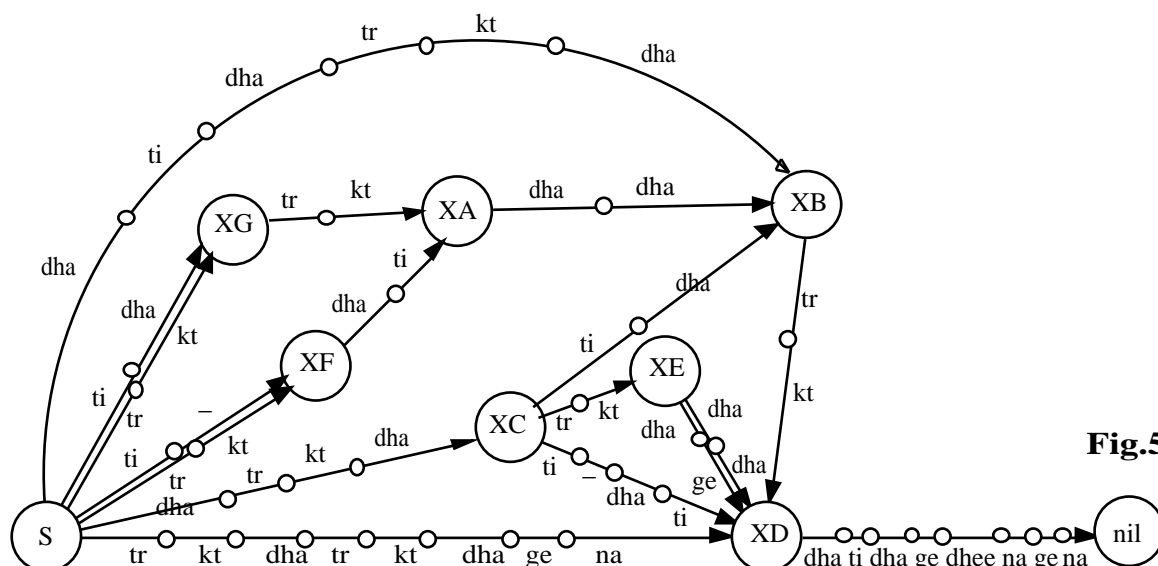 tr kt
dha dha
ti
tr kt dha dha
XG XA XB
dha ti
dha kt dha tr
XF ti XE
ti tr – kt XC tr kt dha dha kt
ti tr dha ti – dha ge dha Fig.5
dha tr kt ti
S XD nil
tr kt dha tr kt dha ge na dha ti dha ge dhee na ge na